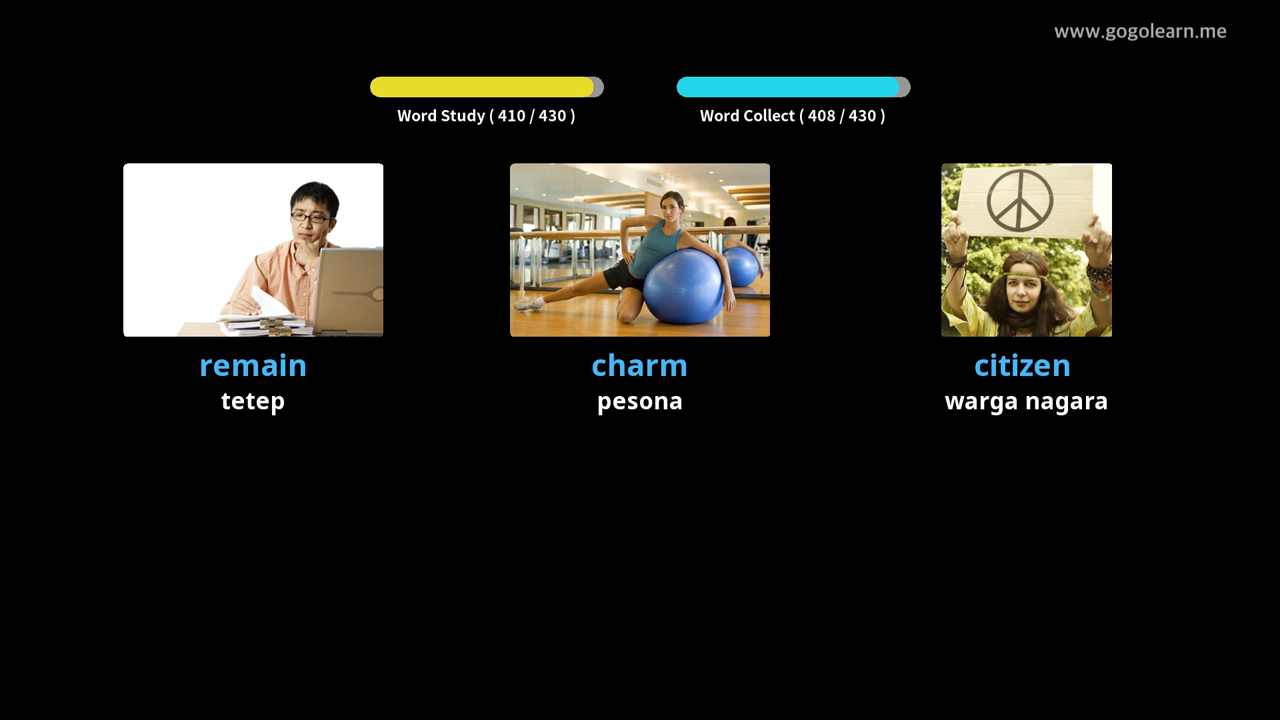 www.gogolearn.me
Word Study ( 410 / 430 )
Word Collect ( 408 / 430 )
remain
tetep
charm
pesona
citizen
warga nagara